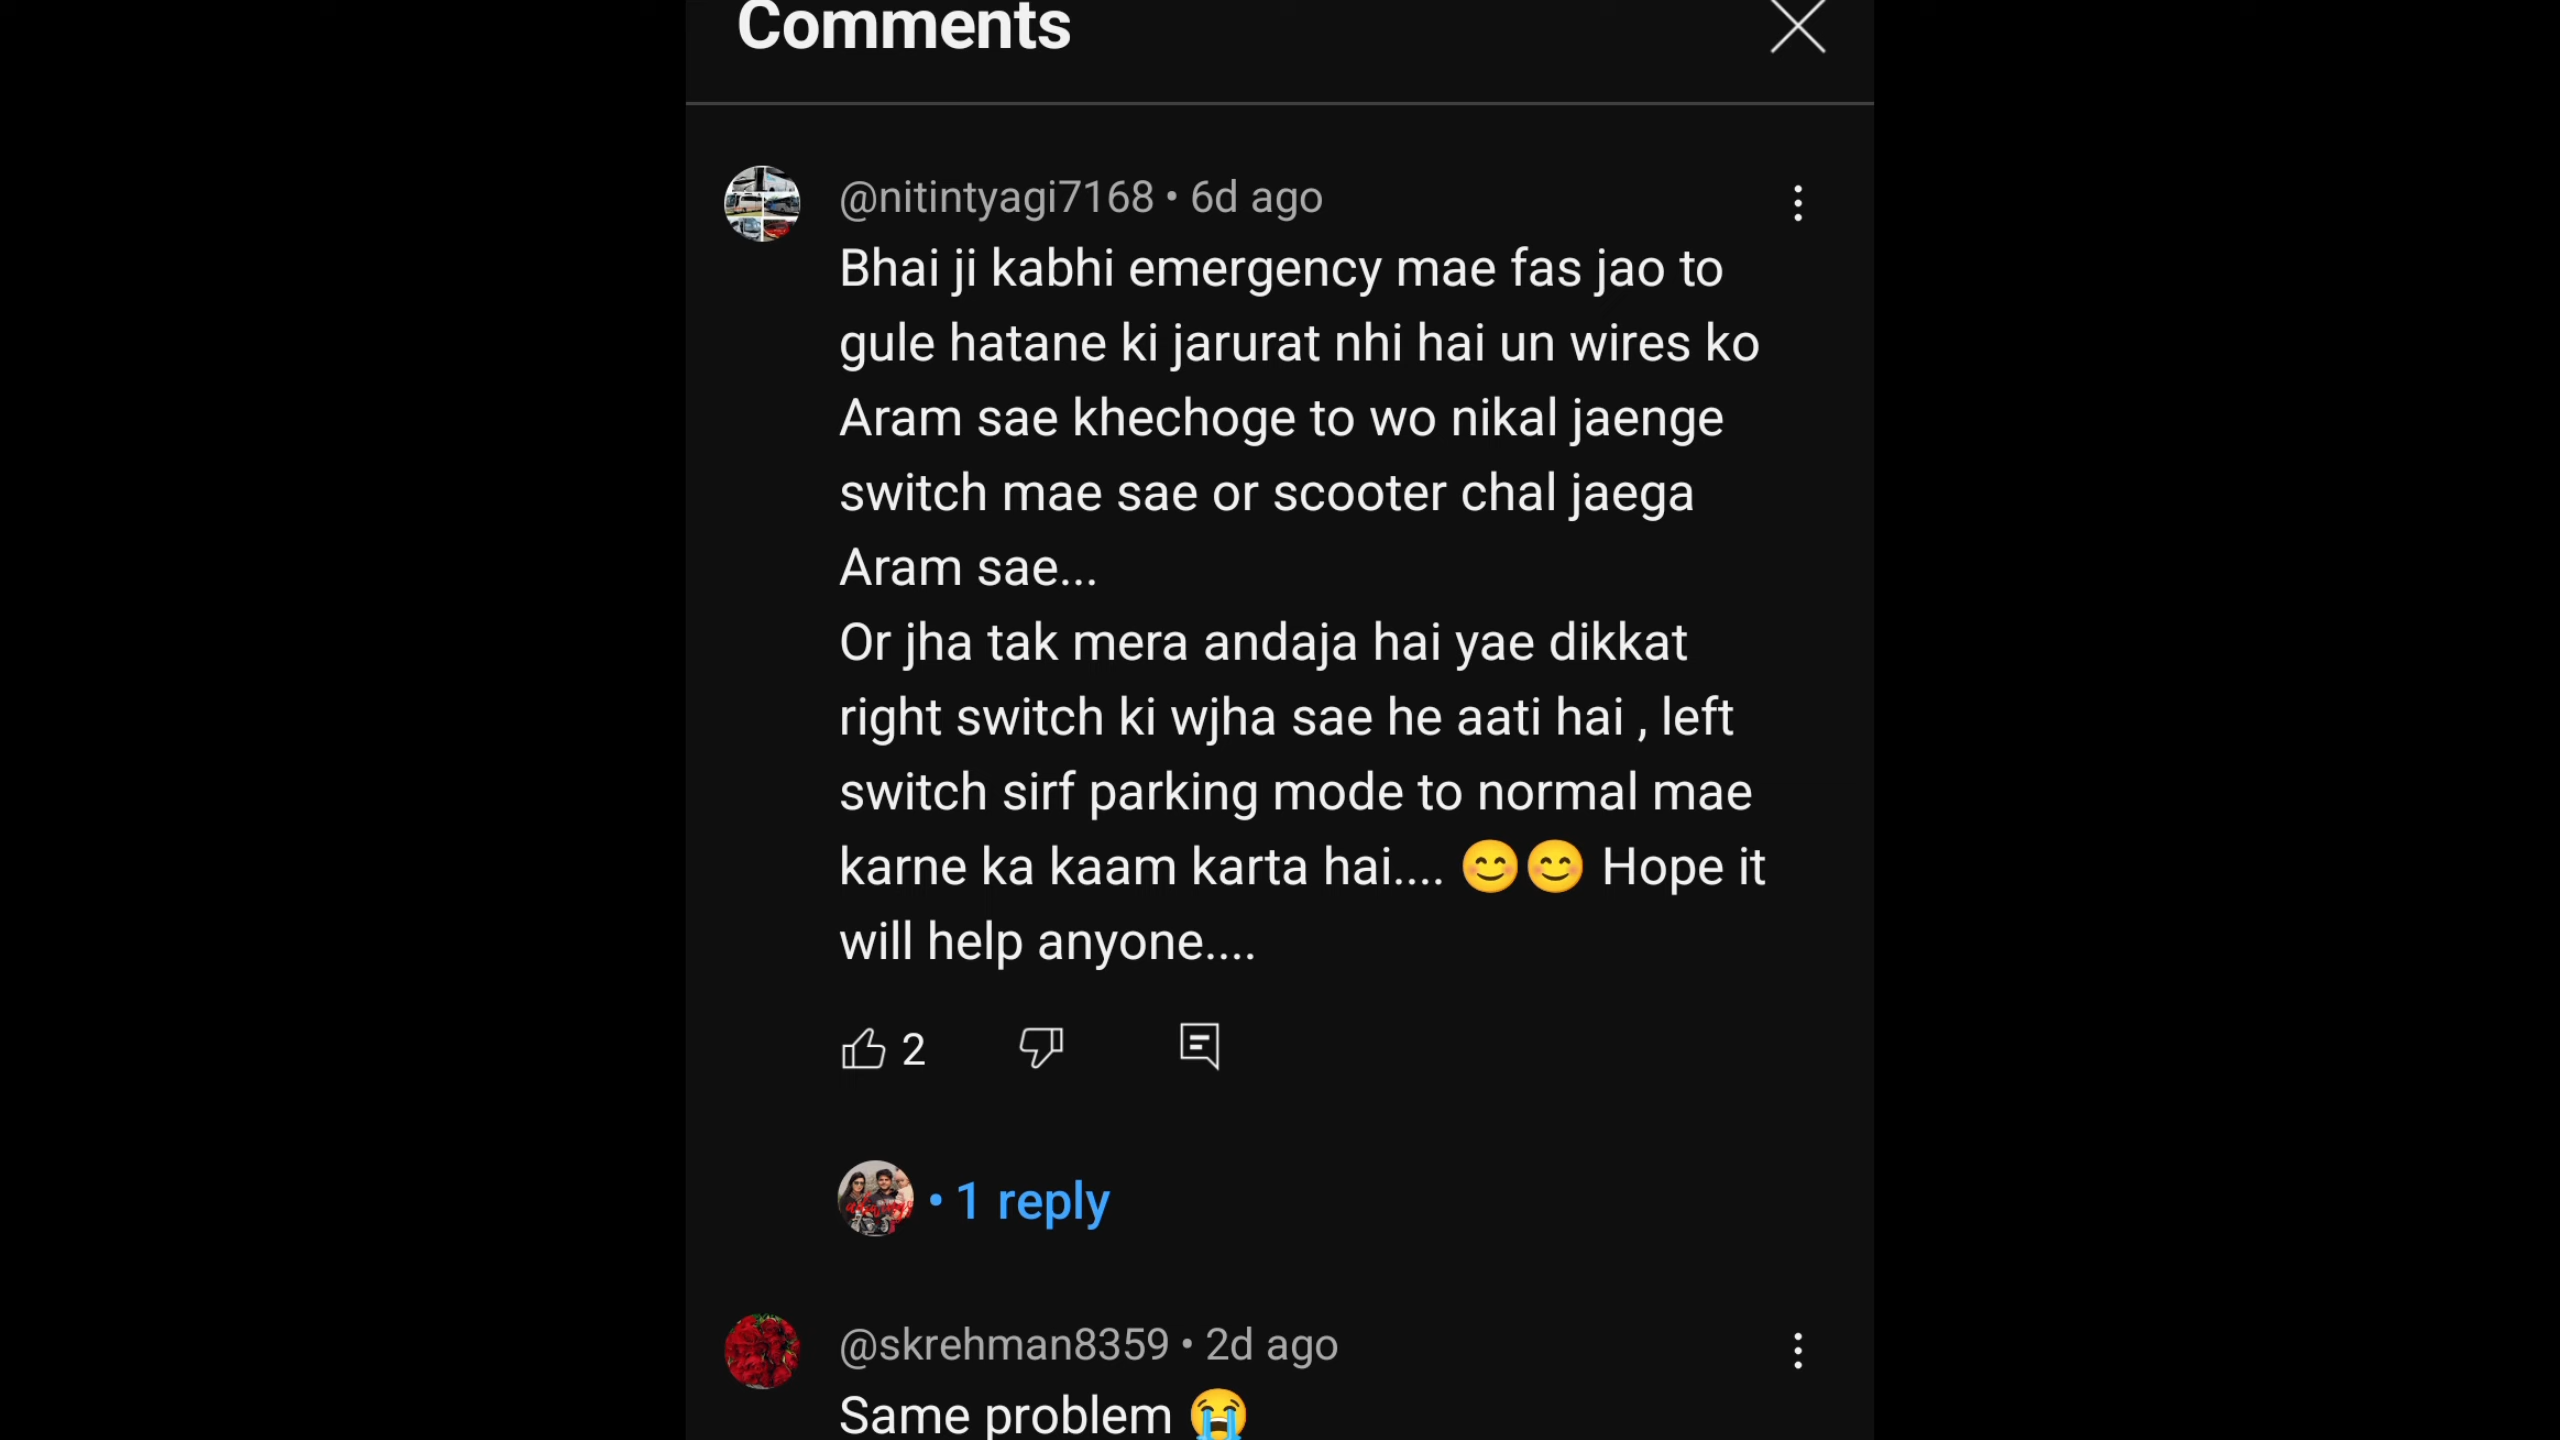 Comments
@nitintyagi7168 • 6d ago
Bhai ji kabhi emergency mae fas jao to
gule hatane ki jarurat nhi hai un wires ko
Aram sae khechoge to wo nikal jaenge
switch mae sae or scooter chal jaega
Aram sae...
Or jha tak mera andaja hai yae dikkat
right switch ki wjha sae he aati hai , left
switch sirf parking mode to normal mae
karne ka kaam karta hai.... 😊😊 Hope it
will help anyone....
2
• 1 reply
@skrehman8359 • 2d ago
Same problem 😭